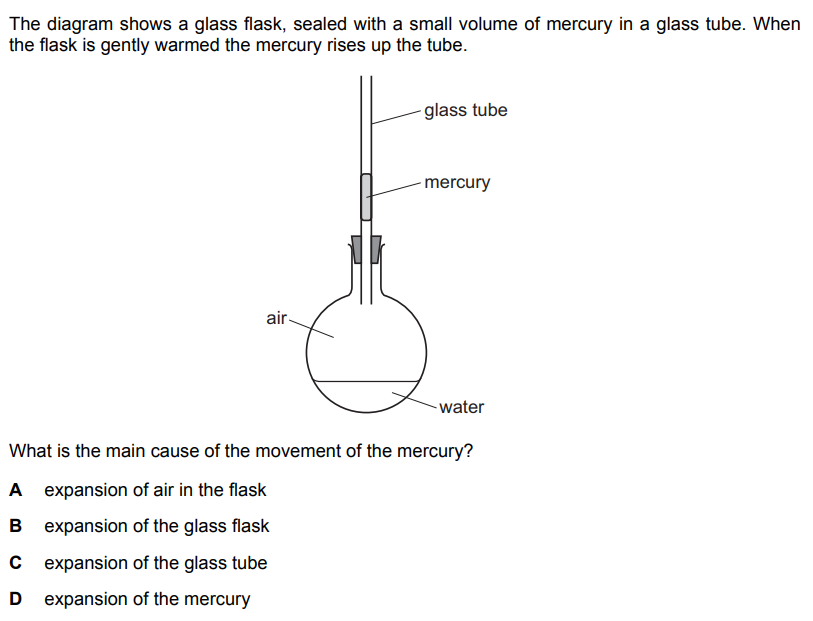 The diagram shows a glass flask, sealed with a small volume of mercury in a glass tube. When
the flask is gently warmed the mercury rises up the tube.
glass tube
mercury
air
water
What is the main cause of the movement of the mercury?
A expansion of air in the flask
B expansion of the glass flask
C expansion of the glass tube
D expansion of the mercury